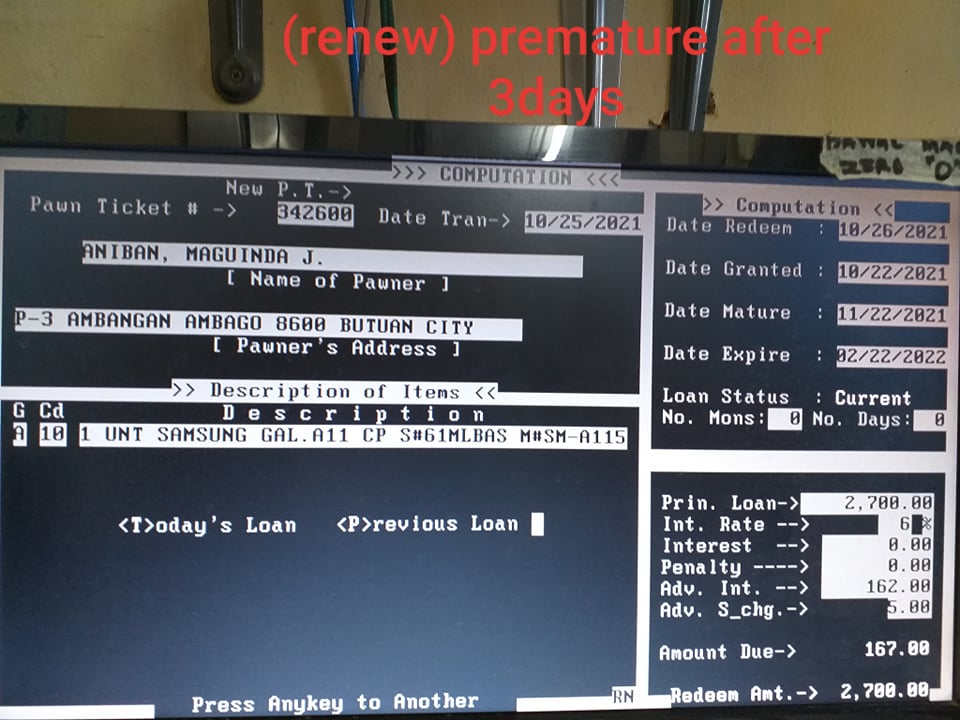 (renew) premature after
3days
ZERO "O"
>>> COMPUTATION <<<
New P.T.->
Pawn Ticket # -> 342600 Date Tran-> 10/25/2021
ANIBAN, MAGUINDA J.
[ Name of Pawner ]
P-3 AMBANGAN AMBAGO 8600 BUTUAN CITY
[ Pawner's Address ]
>> Description of Items <<
G Cd D e s c r i p t i o n
A 10 1 UNT SAMSUNG GAL.A11 CP S#61MLBAS M#SM-A115
<T>oday's Loan <P>revious Loan
Press Anykey to Another
RN
>> Computation <<
Date Redeem : 10/26/2021
Date Granted : 10/22/2021
Date Mature : 11/22/2021
Date Expire : 02/22/2022
Loan Status : Current
No. Mons: 0 No. Days: 0
Prin. Loan-> 2,700.00
Int. Rate --> 6 %
Interest --> 0.00
Penalty ----> 0.00
Adv. Int. --> 162.00
Adv. S_chg.-> 5.00
Amount Due-> 167.00
Redeem Amt.-> 2,700.00